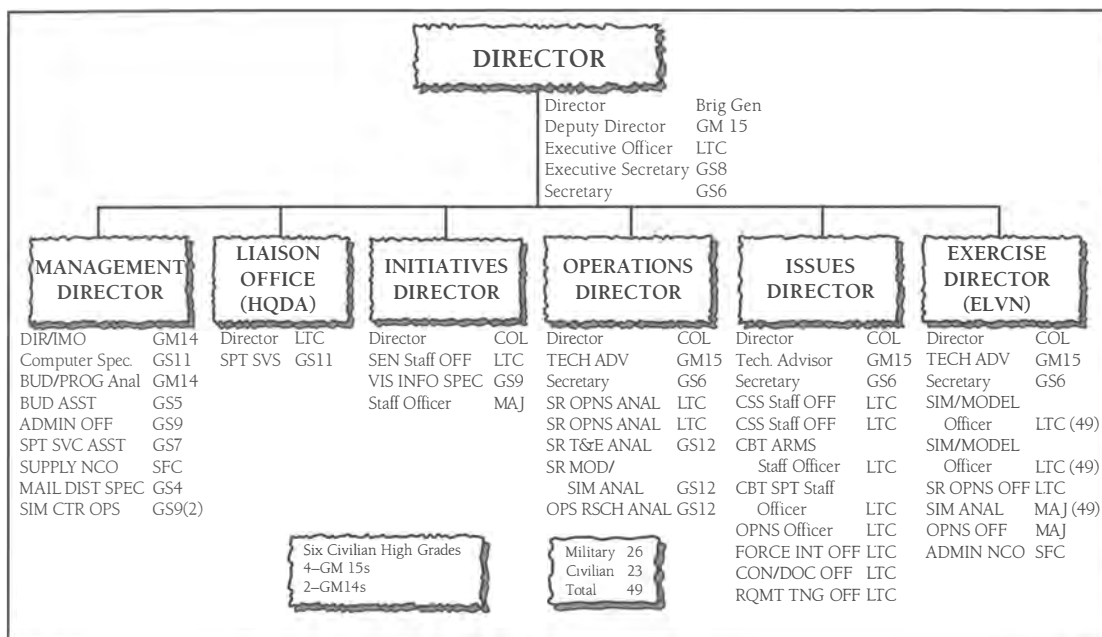 DIRECTOR
Director Brig Gen
Deputy Director GM 15
Executive Officer LTC
Executive Secretary GS8
Secretary GS6
MANAGEMENT
DIRECTOR
DIR/IMO GM14
Computer Spec. GS11
BUD/PROG Anal GM14
BUD ASST GS5
ADMIN OFF GS9
SPT SVC ASST GS7
SUPPLY NCO SFC
MAIL DIST SPEC GS4
SIM CTR OPS GS9(2)
LIAISON
OFFICE
(HQDA)
Director LTC
SPT SVS GS11
INITIATIVES
DIRECTOR
Director COL
SEN Staff OFF LTC
VIS INFO SPEC GS9
Staff Officer MAJ
OPERATIONS
DIRECTOR
Director COL
TECH ADV GM15
Secretary GS6
SR OPNS ANAL LTC
SR OPNS ANAL LTC
SR T&E ANAL GS12
SR MOD/
SIM ANAL GS12
OPS RSCH ANAL GS12
ISSUES
DIRECTOR
Director COL
Tech. Advisor GM15
Secretary GS6
CSS Staff OFF LTC
CSS Staff OFF LTC
CBT ARMS
Staff Officer LTC
CBT SPT Staff
Officer LTC
OPNS Officer LTC
FORCE INT OFF LTC
CON/DOC OFF LTC
RQMT TNG OFF LTC
EXERCISE
DIRECTOR
(ELVN)
Director COL
TECH ADV GM15
Secretary GS6
SIM/MODEL
Officer LTC (49)
SIM/MODEL
Officer LTC (49)
SR OPNS OFF LTC
SIM ANAL MAJ (49)
OPNS OFF MAJ
ADMIN NCO SFC
Six Civilian High Grades
4–GM 15s
2–GM14s
Military 26
Civilian 23
Total 49